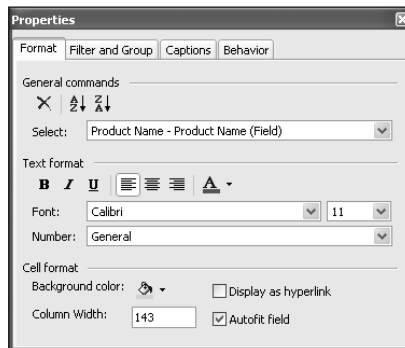 Properties
Format Filter and Group Captions Behavior
General commands
Select: Product Name - Product Name (Field)
Text format
B I U A
Font: Calibri 11
Number: General
Cell format
Background color: Display as hyperlink
Column Width: 143 Autofit field